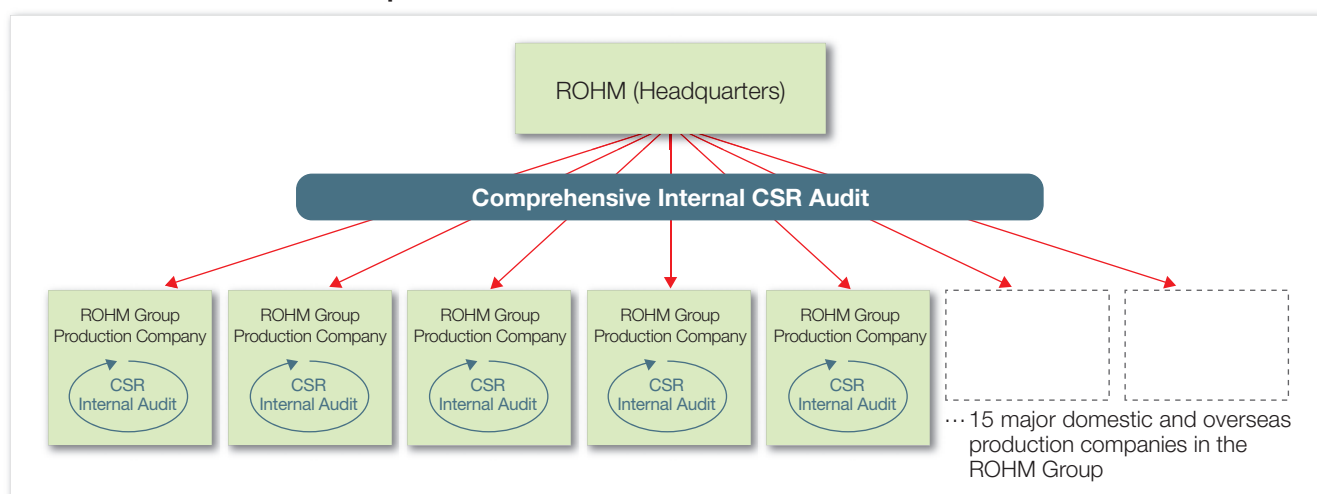 ROHM (Headquarters)
Comprehensive Internal CSR Audit
ROHM Group
Production Company
CSR
Internal Audit
ROHM Group
Production Company
CSR
Internal Audit
ROHM Group
Production Company
CSR
Internal Audit
ROHM Group
Production Company
CSR
Internal Audit
ROHM Group
Production Company
CSR
Internal Audit
…15 major domestic and overseas
production companies in the
ROHM Group